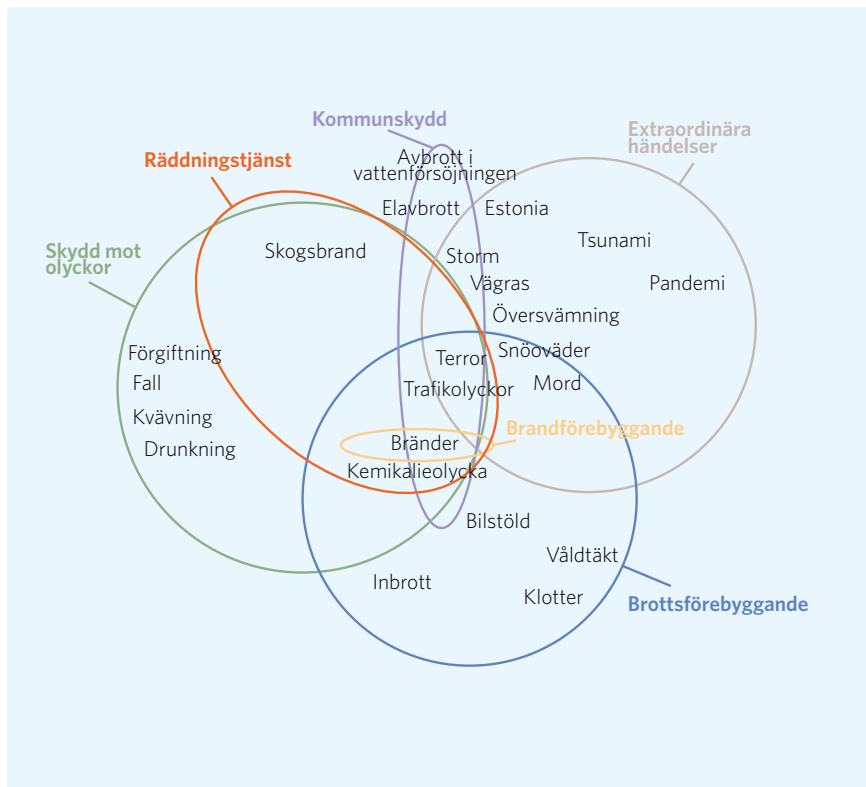 Kommunskydd
Extraordinära
händelser
Räddningstjänst
Avbrott i
vattenförsöjningen
Elavbrott
Estonia
Skydd mot
olyckor
Skogsbrand
Storm
Tsunami
Vägras
Pandemi
Översvämning
Förgiftning
Terror
Snöoväder
Fall
Trafikolyckor
Mord
Kvävning
Drunkning
Bränder
Brandförebyggande
Kemikalieolycka
Bilstöld
Våldtäkt
Inbrott
Klotter
Brottsförebyggande